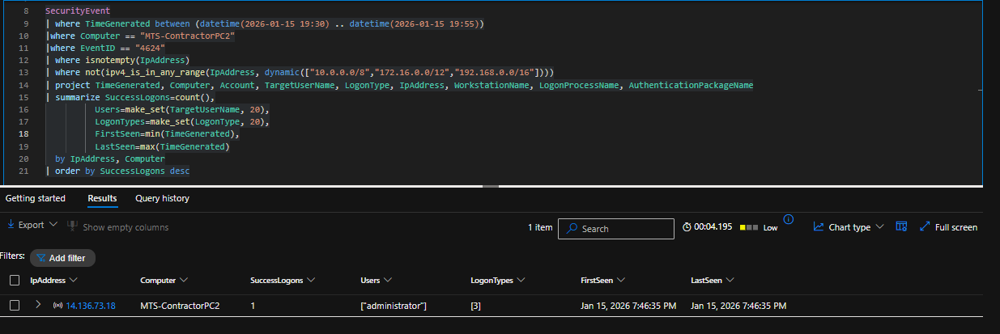 8 SecurityEvent
9 | where TimeGenerated between (datetime(2026-01-15 19:30) .. datetime(2026-01-15 19:55))
10 |where Computer == "MTS-ContractorPC2"
11 |where EventID == "4624"
12 | where isnotempty(IpAddress)
13 | where not(ipv4_is_in_any_range(IpAddress, dynamic(["10.0.0.0/8","172.16.0.0/12","192.168.0.0/16"])))
14 | project TimeGenerated, Computer, Account, TargetUserName, LogonType, IpAddress, WorkstationName, LogonProcessName, AuthenticationPackageName
15 | summarize SuccessLogons=count(),
16 Users=make_set(TargetUserName, 20),
17 LogonTypes=make_set(LogonType, 20),
18 FirstSeen=min(TimeGenerated),
19 LastSeen=max(TimeGenerated)
20 by IpAddress, Computer
21 | order by SuccessLogons desc
Getting started Results Query history
Export Show empty columns 1 item Search 00:04.195 Low Chart type Full screen
Filters: Add filter
IpAddress Computer SuccessLogons Users LogonTypes FirstSeen LastSeen
14.136.73.18 MTS-ContractorPC2 1 ["administrator"] [3] Jan 15, 2026 7:46:35 PM Jan 15, 2026 7:46:35 PM